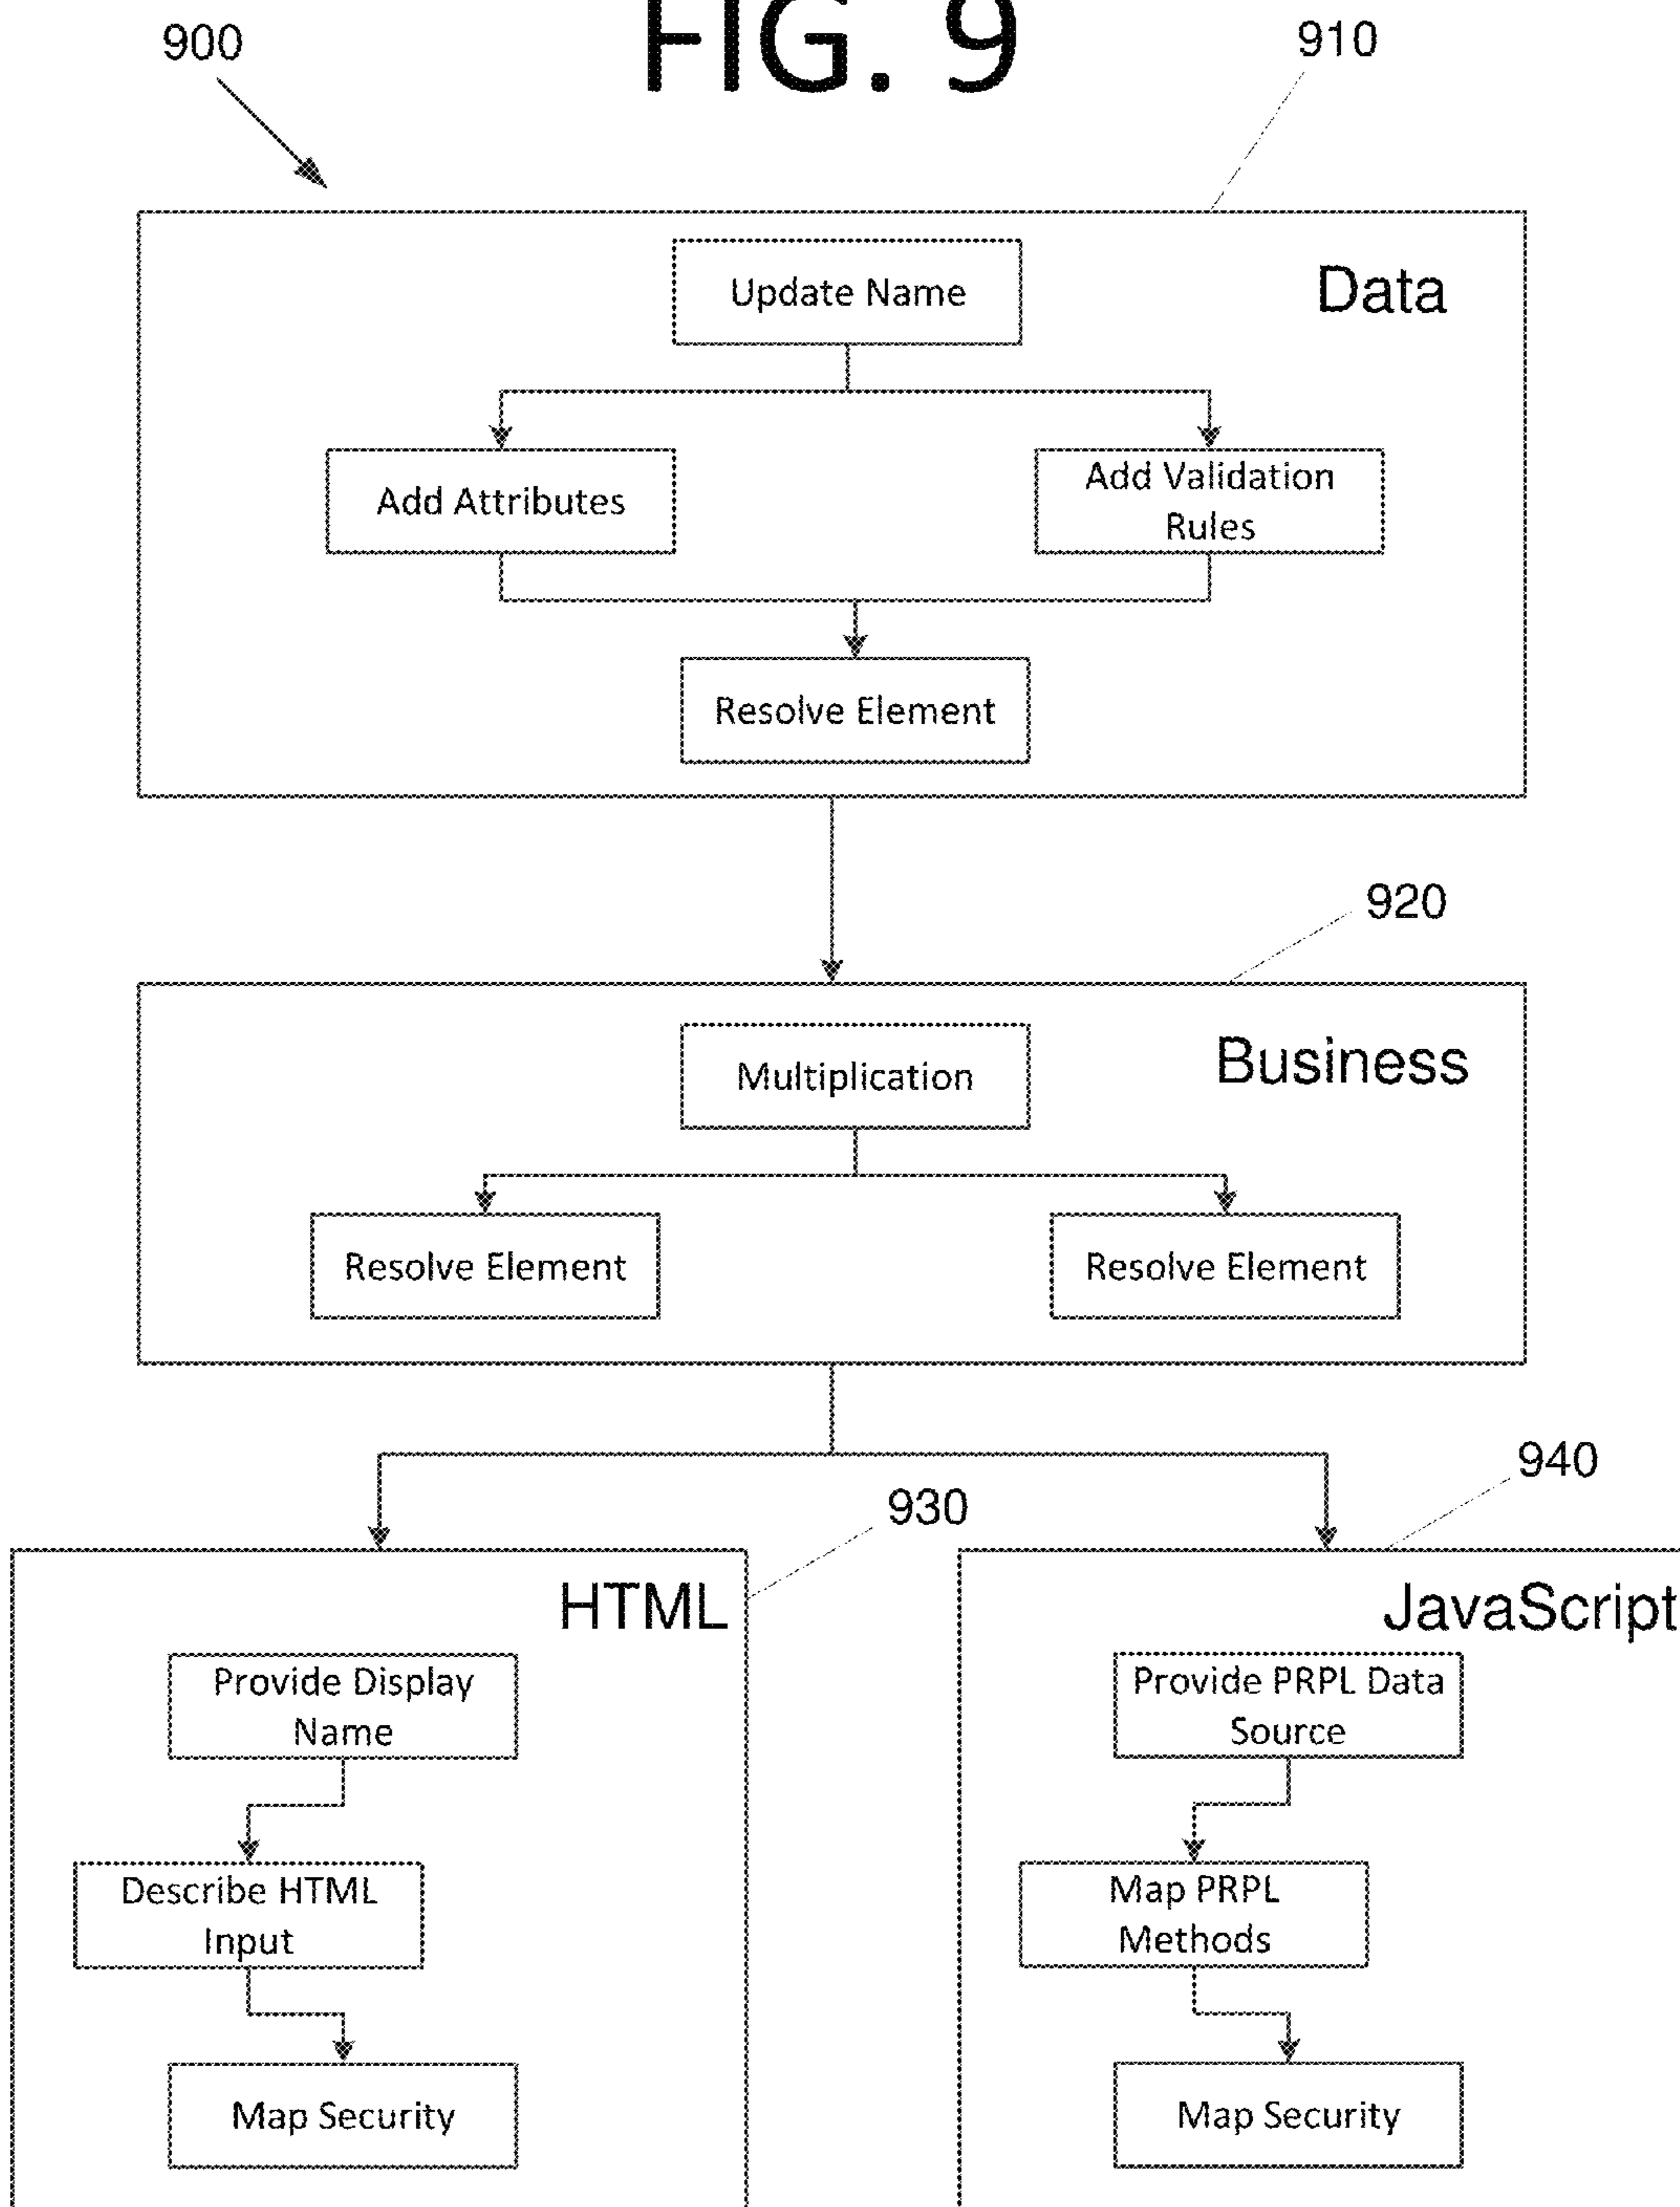 FIG. 9
900
910
Data
Update Name
Add Attributes
Add Validation
Rules
Resolve Element
920
Business
Multiplication
Resolve Element
Resolve Element
930
940
HTML
Provide Display
Name
Describe HTML
Input
Map Security
JavaScript
Provide PRPL Data
Source
Map PRPL
Methods
Map Security